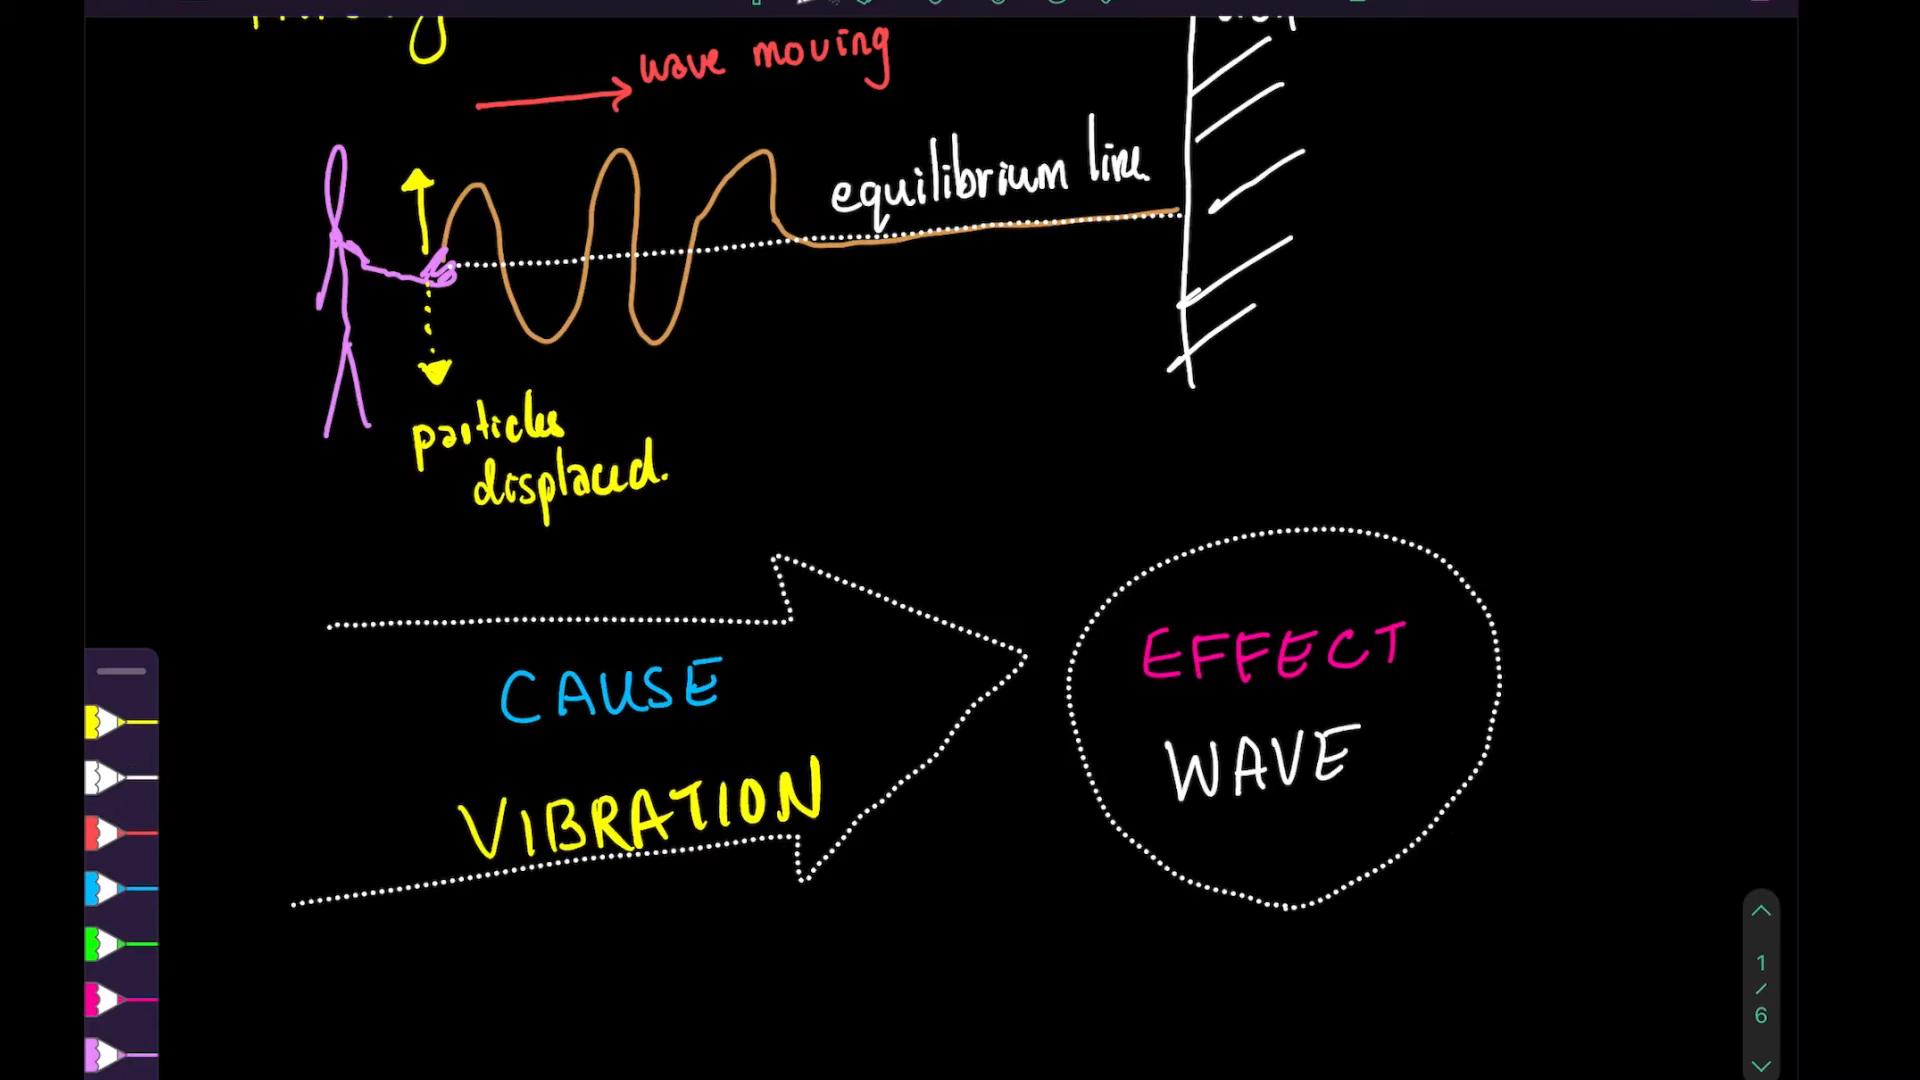 wave moving
equilibrium line
particles
displaced.
CAUSE
EFFECT
VIBRATION
WAVE
1
/
6